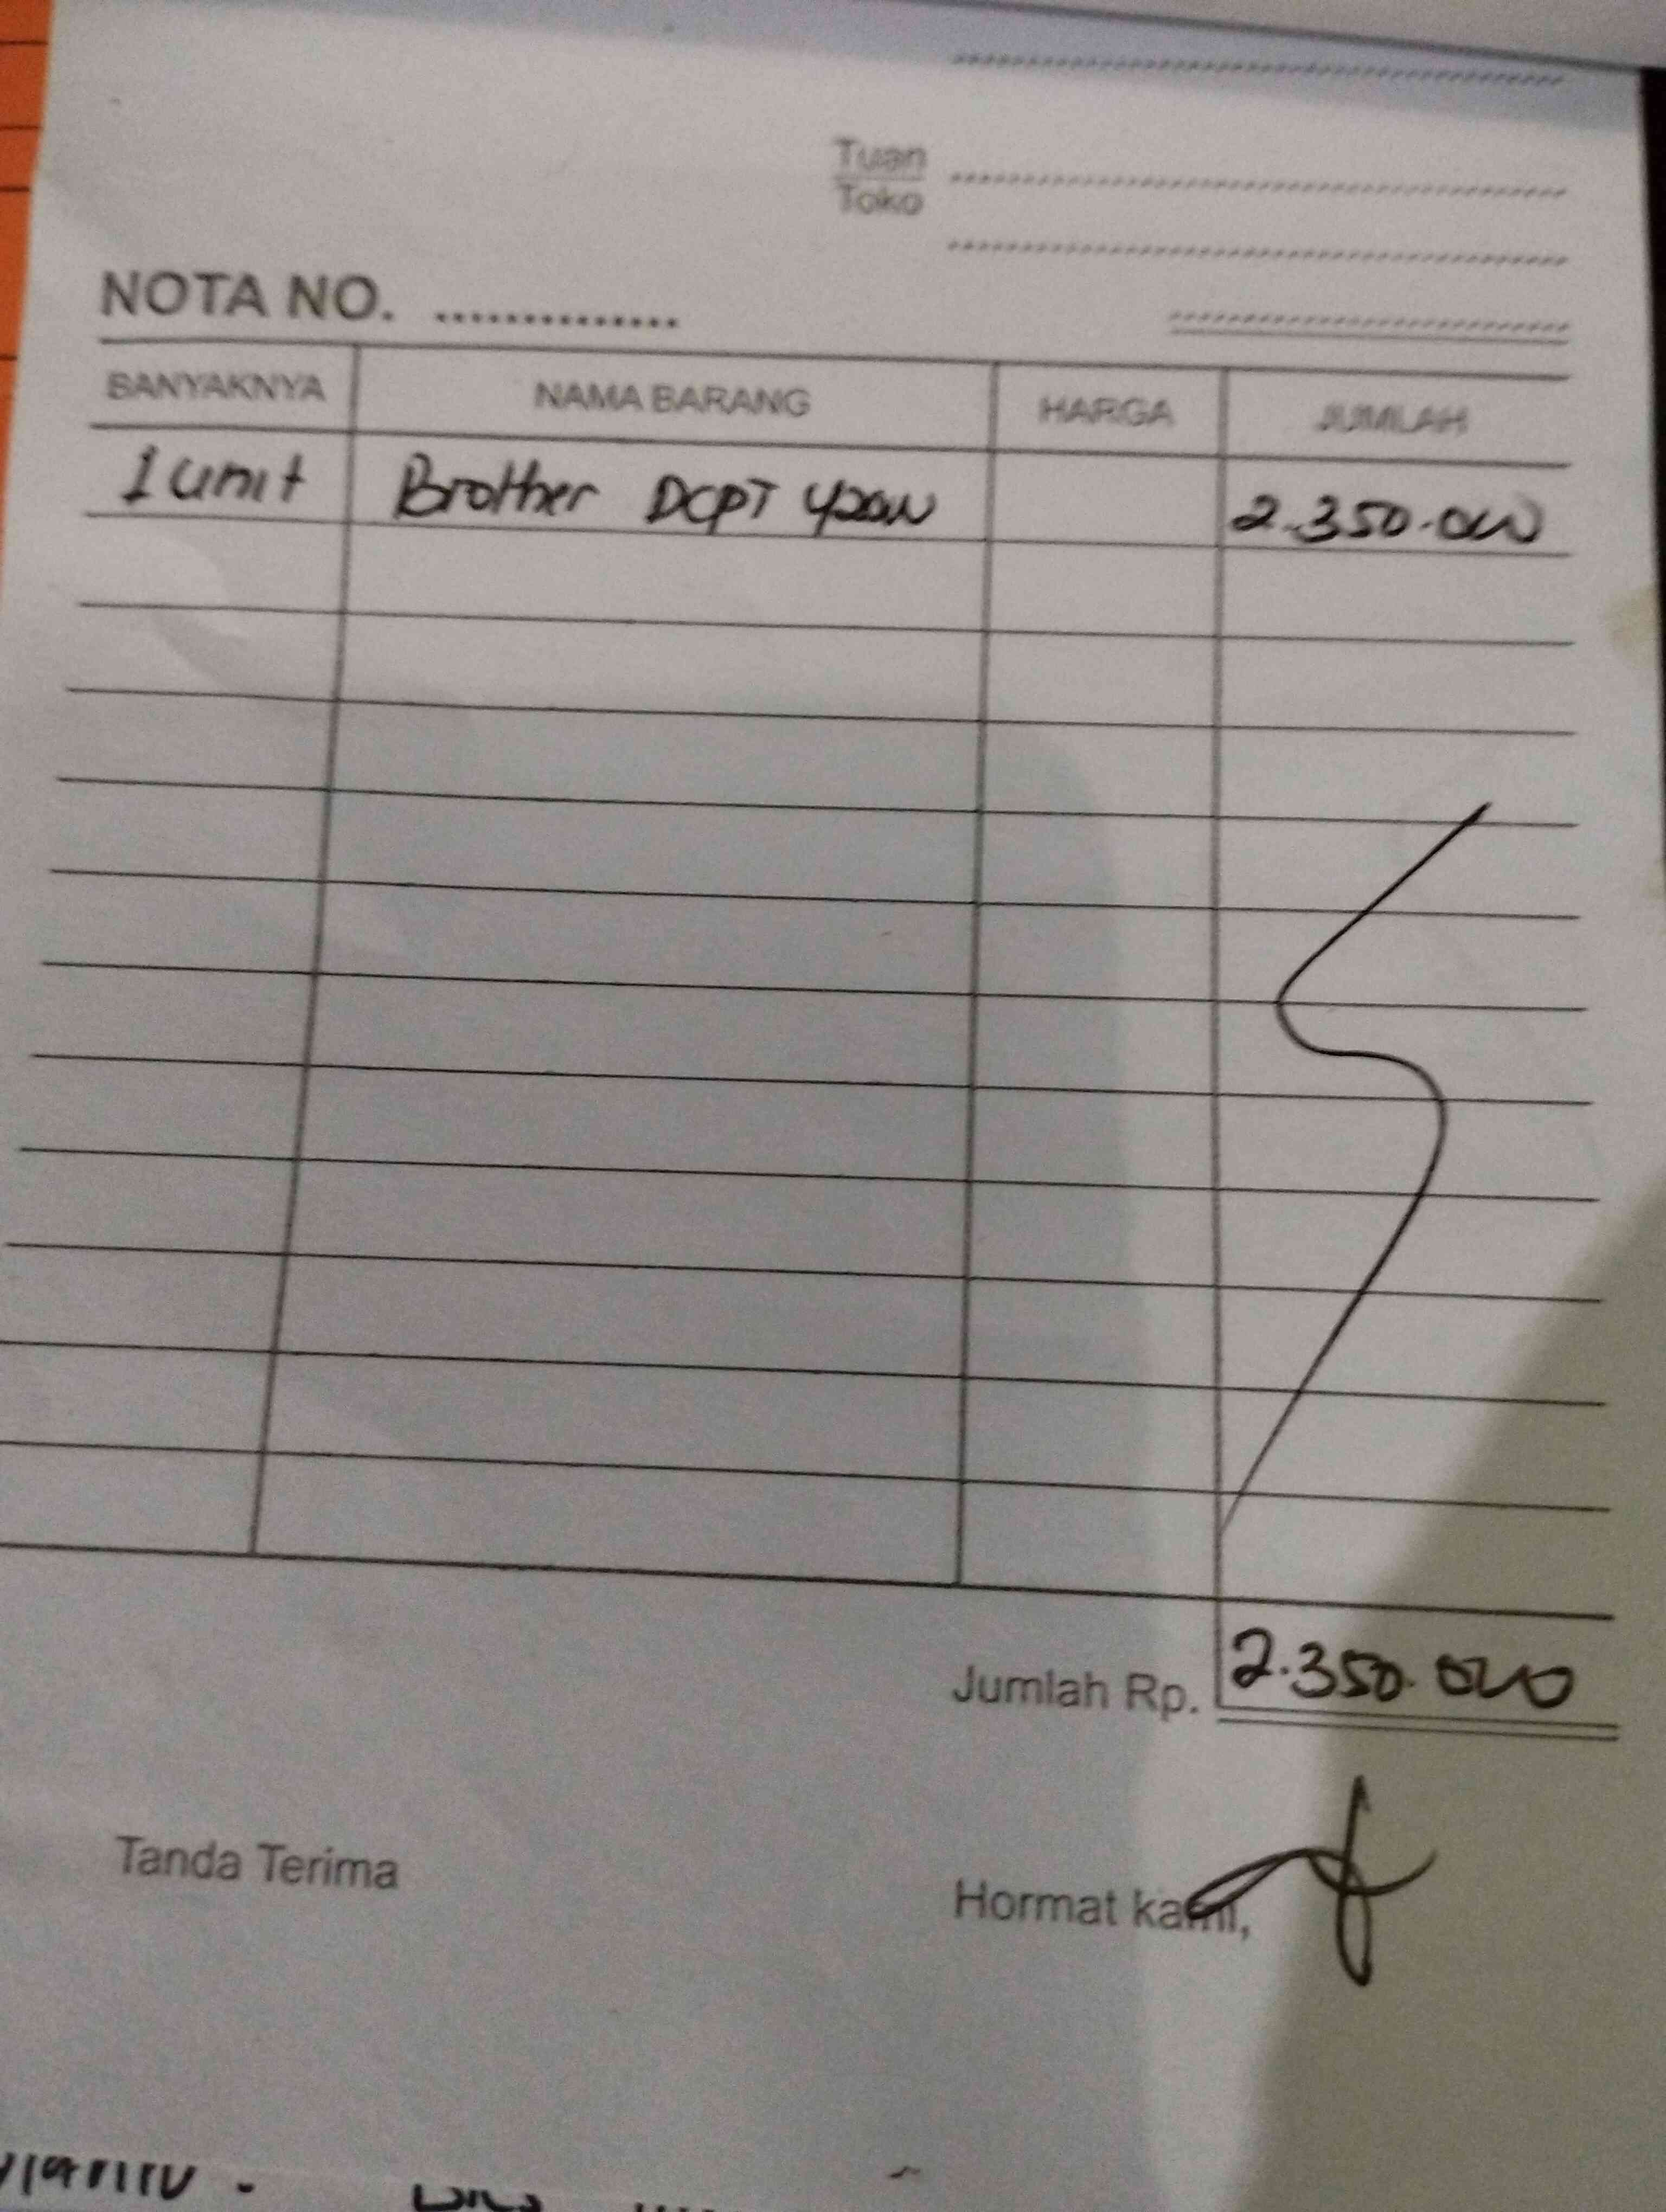 Tuan
Toko
NOTA NO. ..............
BANYAKNYA NAMA BARANG HARGA JUMLAH
1 unit Brother DCPT 420W 2.350.000
Jumlah Rp. 2.350.000
Tanda Terima
Hormat kami,